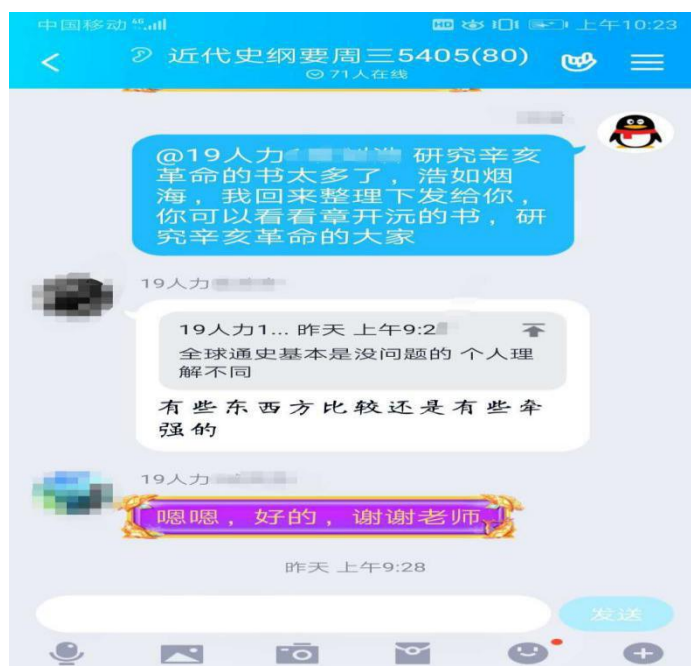 中国移动 46
HD 上午10:23
近代史纲要周三5405(80)
71人在线
@19人力 研究辛亥
革命的书太多了，浩如烟
海，我回来整理下发给你，
你可以看看章开沅的书，研
究辛亥革命的大家
19人力
19人力1... 昨天 上午9:2
全球通史基本是没问题的 个人理
解不同
有些东西方比较还是有些牵
强的
19人力
嗯嗯，好的，谢谢老师
昨天 上午9:28
发送